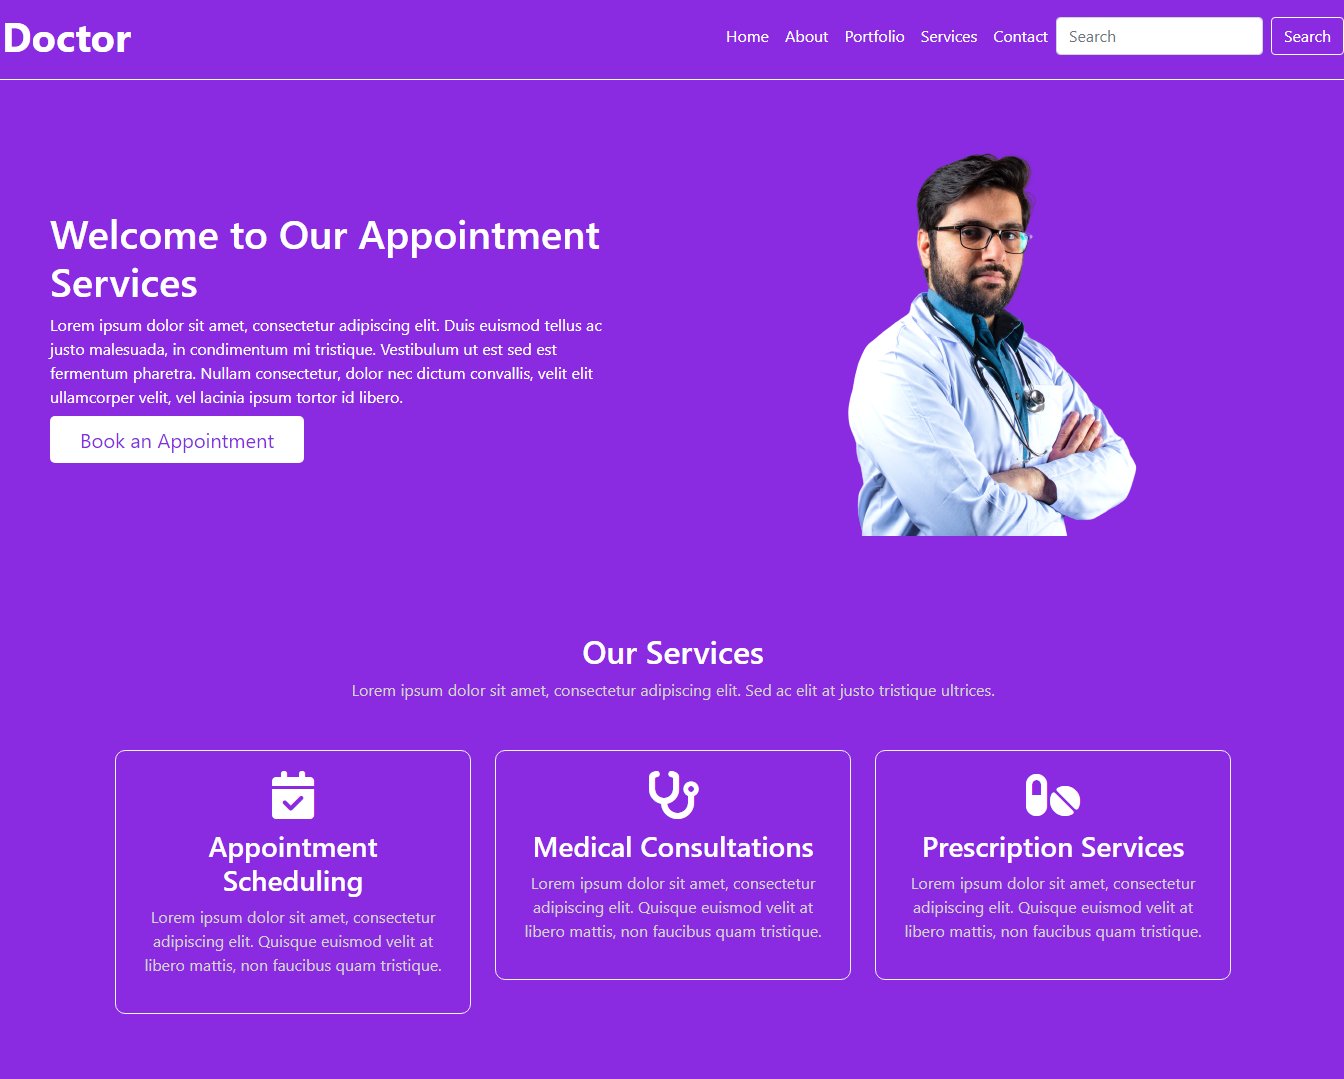 Doctor
Home About Portfolio Services Contact Search Search
Welcome to Our Appointment
Services
Lorem ipsum dolor sit amet, consectetur adipiscing elit. Duis euismod tellus ac
justo malesuada, in condimentum mi tristique. Vestibulum ut est sed est
fermentum pharetra. Nullam consectetur, dolor nec dictum convallis, velit elit
ullamcorper velit, vel lacinia ipsum tortor id libero.
Book an Appointment
Our Services
Lorem ipsum dolor sit amet, consectetur adipiscing elit. Sed ac elit at justo tristique ultrices.
Appointment
Scheduling
Lorem ipsum dolor sit amet, consectetur
adipiscing elit. Quisque euismod velit at
libero mattis, non faucibus quam tristique.
Medical Consultations
Lorem ipsum dolor sit amet, consectetur
adipiscing elit. Quisque euismod velit at
libero mattis, non faucibus quam tristique.
Prescription Services
Lorem ipsum dolor sit amet, consectetur
adipiscing elit. Quisque euismod velit at
libero mattis, non faucibus quam tristique.